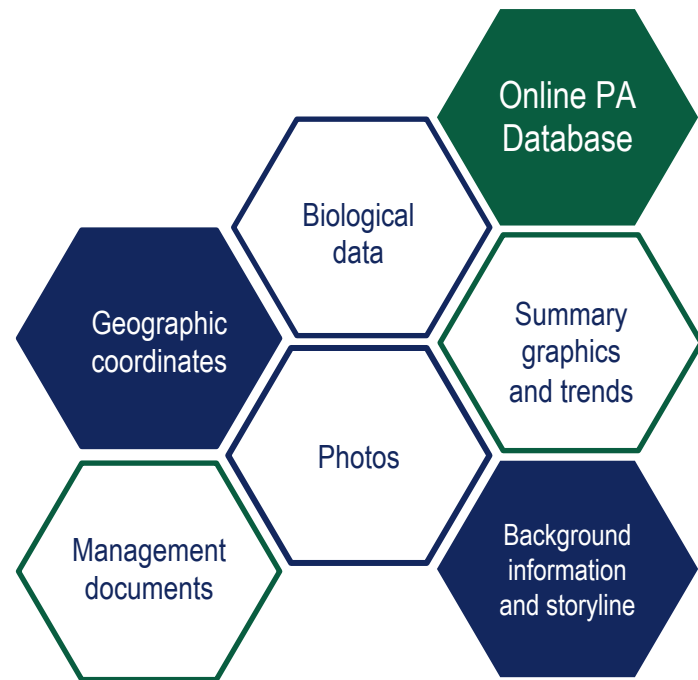 Online PA
Database
Biological
data
Geographic
coordinates
Summary
graphics
and trends
Photos
Management
documents
Background
information
and storyline